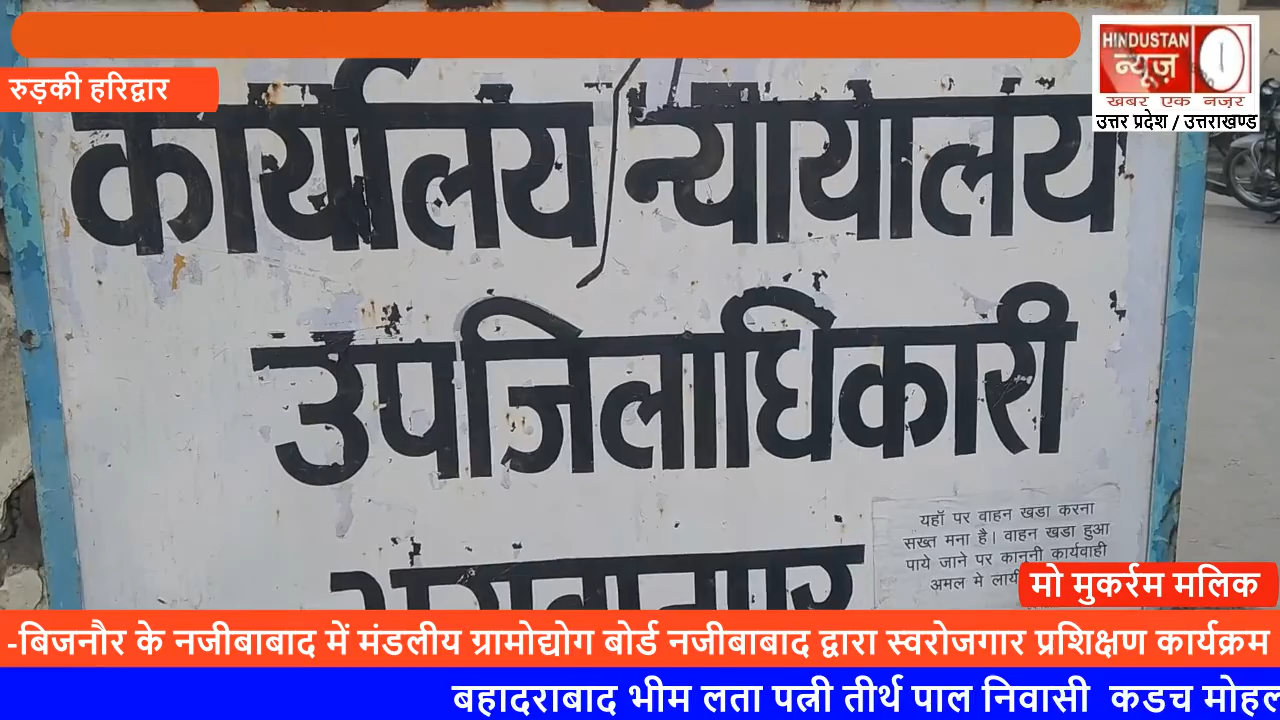 HINDUSTAN
न्यूज़
खबर एक नज़र
उत्तर प्रदेश / उत्तराखण्ड
रुड़की हरिद्वार
कार्यालय/न्यायालय
उपजिलाधिकारी
यहॉ पर वाहन खडा करना
सख्त मना है। वाहन खडा हुआ
पाये जाने पर कानूनी कार्यवाही
अमल मे
मो मुकर्रम मलिक
-बिजनौर के नजीबाबाद में मंडलीय ग्रामोद्योग बोर्ड नजीबाबाद द्वारा स्वरोजगार प्रशिक्षण कार्यक्रम
बहादराबाद भीम लता पत्नी तीर्थ पाल निवासी कडच